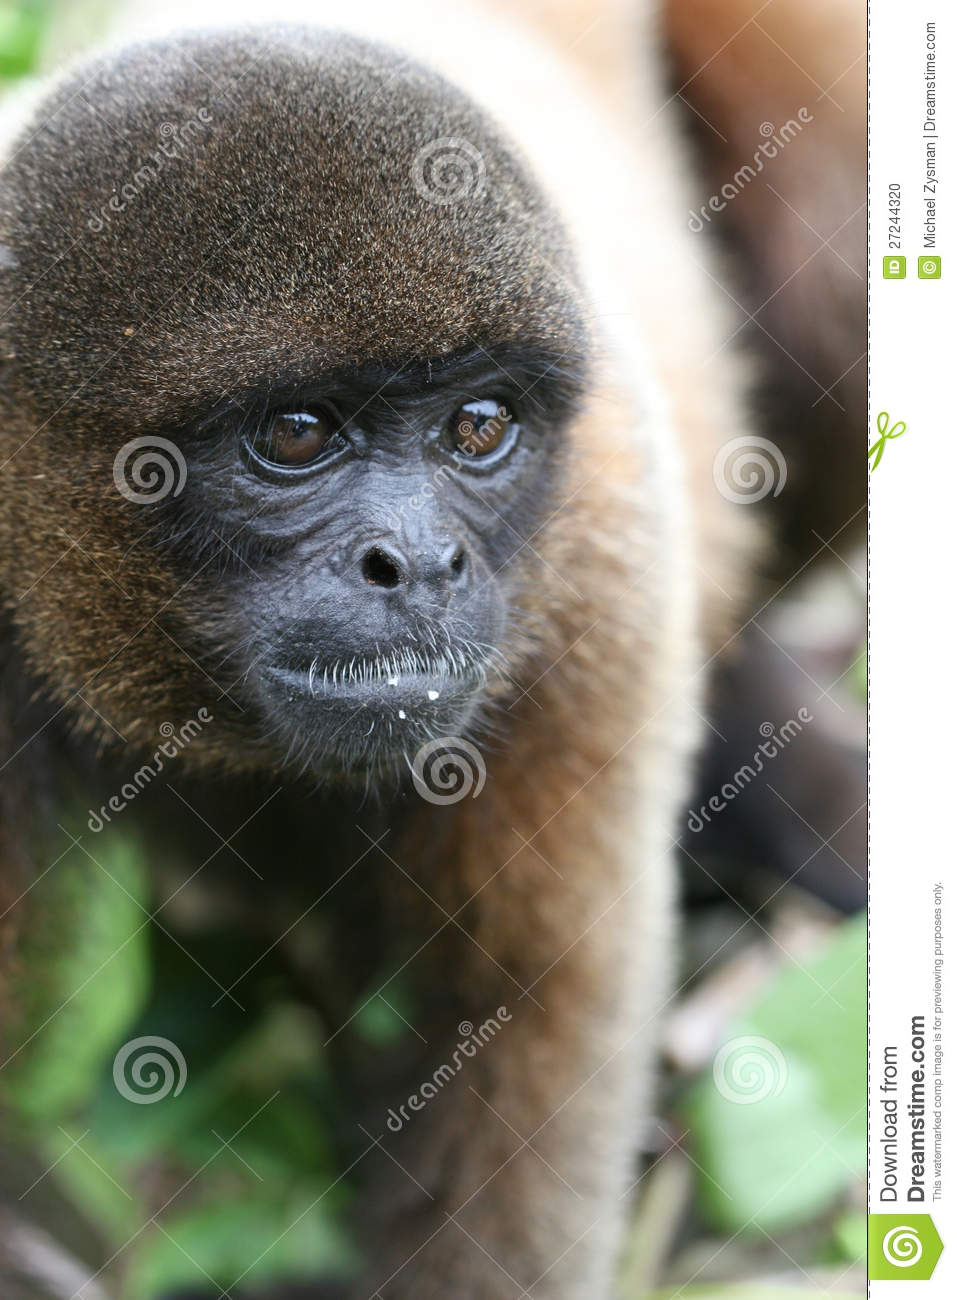 dreamstime
dreamstime
dreamstime
dreamstime
dreamstime
dreamstime
Download from
Dreamstime.com
This watermarked comp image is for previewing purposes only.
ID 27244320
© Michael Zysman | Dreamstime.com